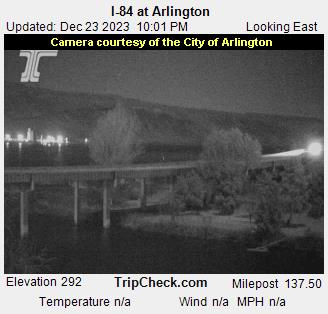 I-84 at Arlington
Updated: Dec 23 2023 10:01 PM Looking East
Camera courtesy of the City of Arlington
Elevation 292 TripCheck.com Milepost 137.50
Temperature n/a Wind n/a MPH n/a